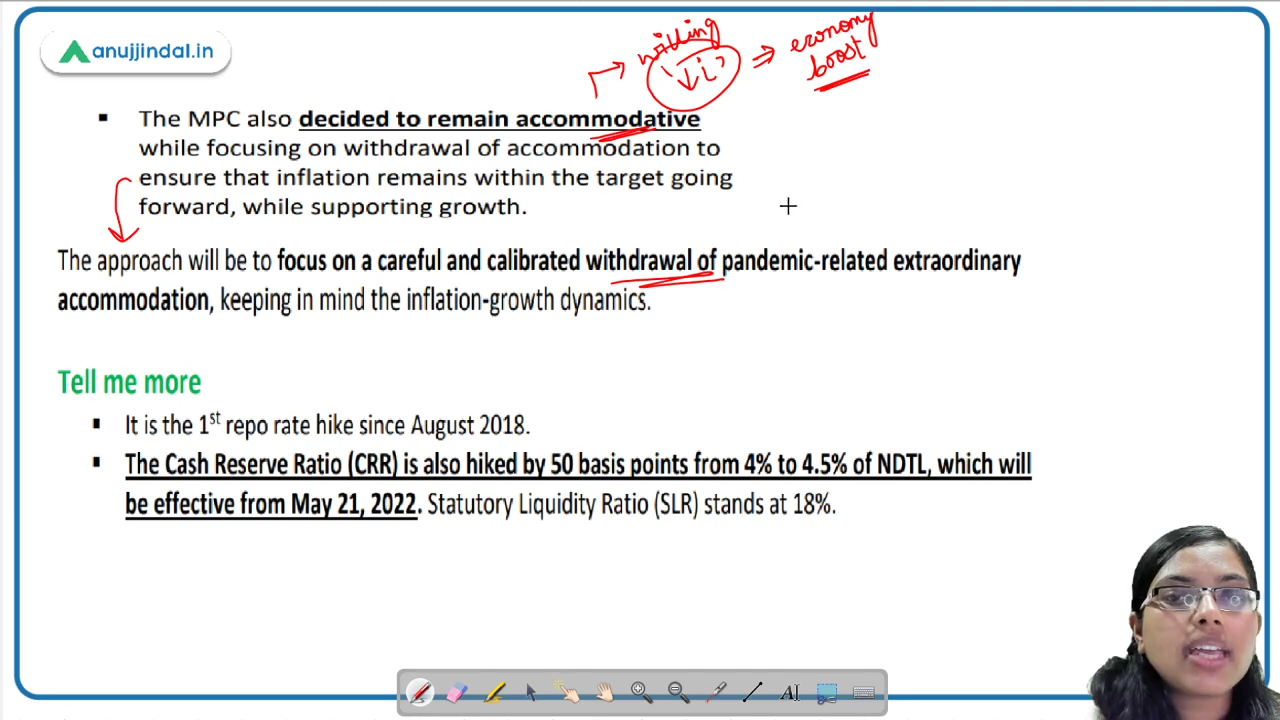 anujjindal.in
willing
↓i
⇒ economy
boost
▪ The MPC also decided to remain accommodative
while focusing on withdrawal of accommodation to
ensure that inflation remains within the target going
forward, while supporting growth.
The approach will be to focus on a careful and calibrated withdrawal of pandemic-related extraordinary
accommodation, keeping in mind the inflation-growth dynamics.
Tell me more
▪ It is the 1st repo rate hike since August 2018.
▪ The Cash Reserve Ratio (CRR) is also hiked by 50 basis points from 4% to 4.5% of NDTL, which will
be effective from May 21, 2022. Statutory Liquidity Ratio (SLR) stands at 18%.